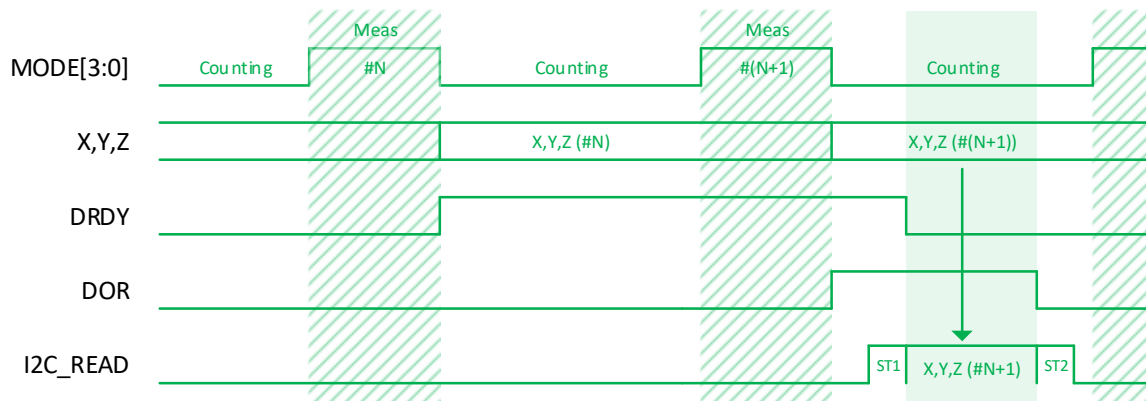 Meas Meas
MODE[3:0] Counting #N Counting #(N+1) Counting
X,Y,Z X,Y,Z (#N) X,Y,Z (#(N+1))
DRDY
DOR
I2C_READ ST1 X,Y,Z (#N+1) ST2